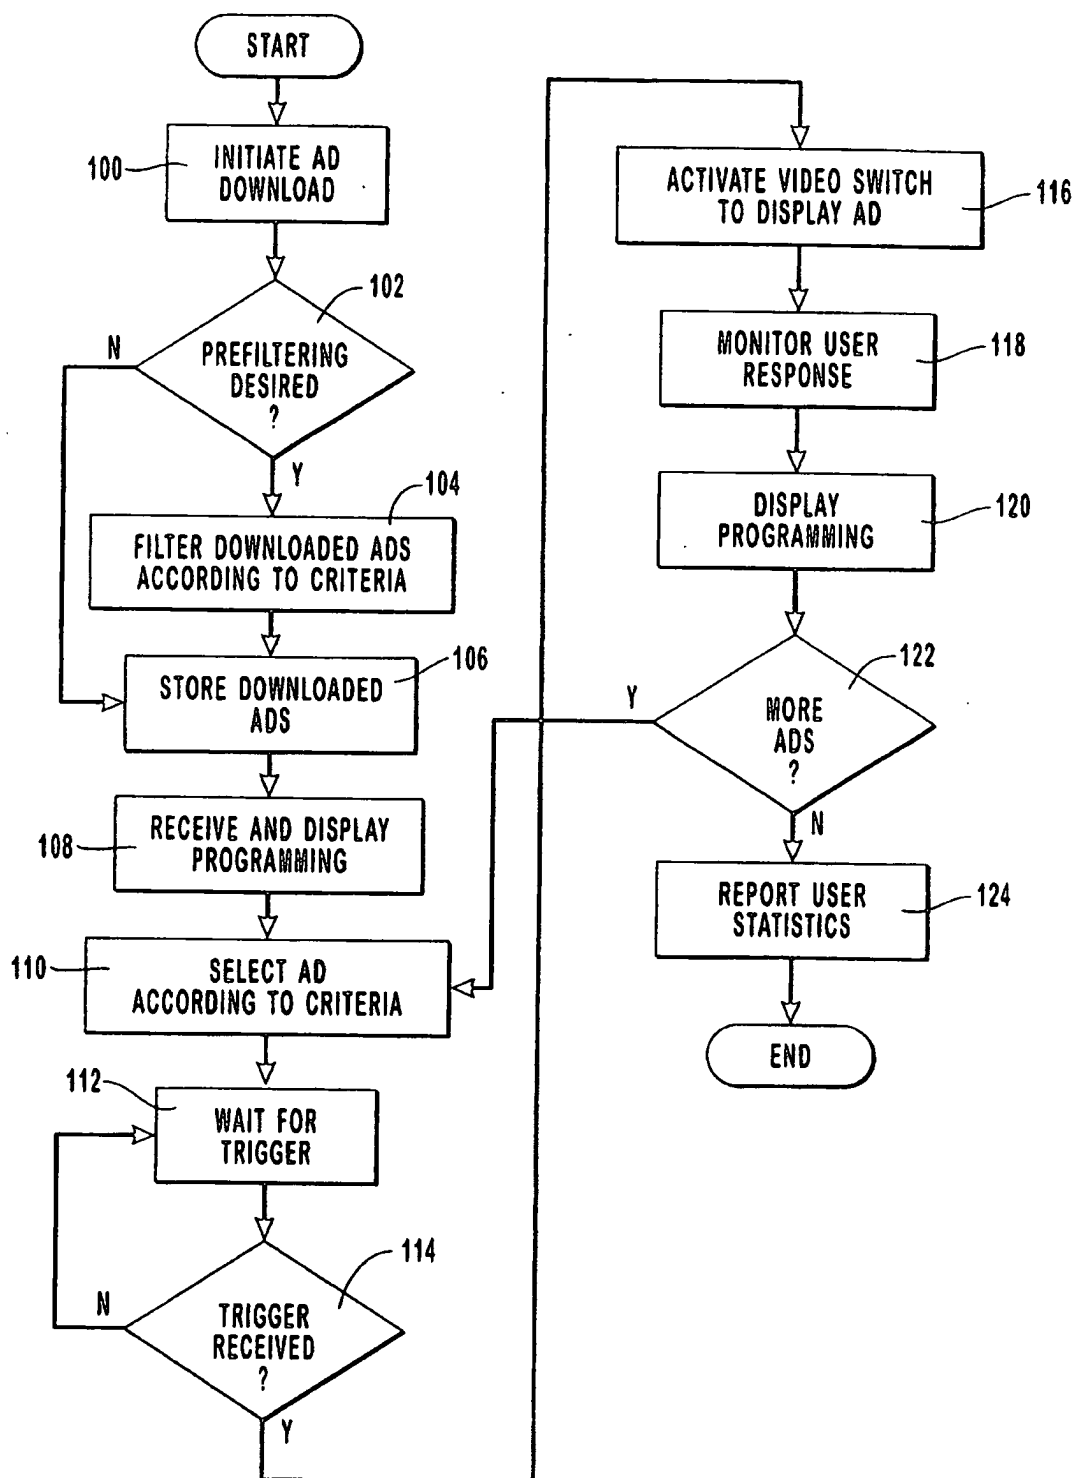 START
100
INITIATE AD
DOWNLOAD
102
N
PREFILTERING
DESIRED
?
Y
104
FILTER DOWNLOADED ADS
ACCORDING TO CRITERIA
106
STORE DOWNLOADED
ADS
108
RECEIVE AND DISPLAY
PROGRAMMING
110
SELECT AD
ACCORDING TO CRITERIA
112
WAIT FOR
TRIGGER
114
N
TRIGGER
RECEIVED
?
Y
ACTIVATE VIDEO SWITCH
TO DISPLAY AD
116
MONITOR USER
RESPONSE
118
DISPLAY
PROGRAMMING
120
122
Y
MORE
ADS
?
N
REPORT USER
STATISTICS
124
END